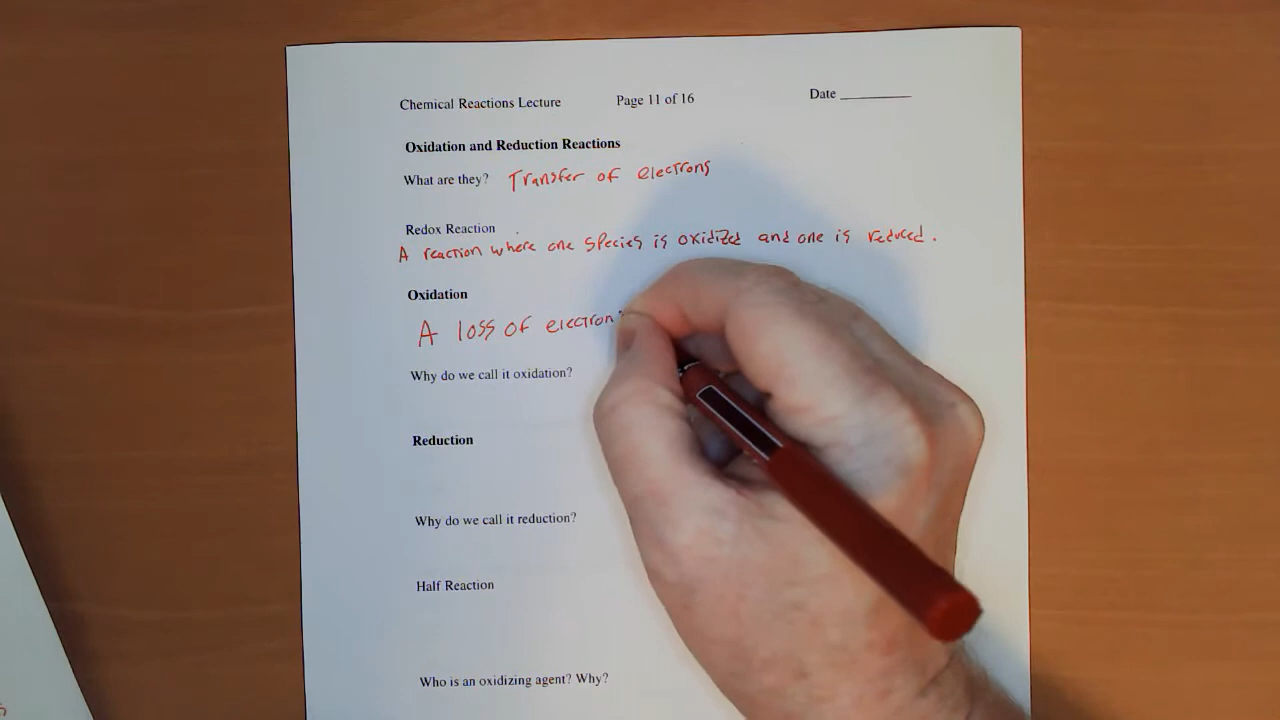 Chemical Reactions Lecture Page 11 of 16 Date
Oxidation and Reduction Reactions
What are they? Transfer of electrons
Redox Reaction
A reaction where one species is oxidized and one is reduced.
Oxidation
A loss of electron
Why do we call it oxidation?
Reduction
Why do we call it reduction?
Half Reaction
Who is an oxidizing agent? Why?